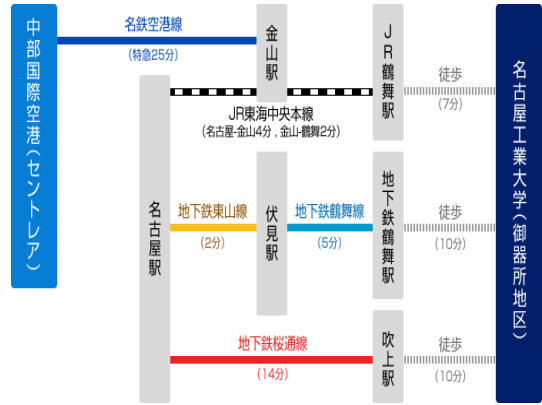 中部国際空港（セントレア）
名鉄空港線
（特急25分）
金山駅
JR鶴舞駅
徒歩
（7分）
名古屋工業大学（御器所地区）
JR東海中央本線
（名古屋-金山4分 , 金山-鶴舞2分）
名古屋駅
地下鉄東山線
（2分）
伏見駅
地下鉄鶴舞線
（5分）
地下鉄鶴舞駅
徒歩
（10分）
地下鉄桜通線
（14分）
吹上駅
徒歩
（10分）